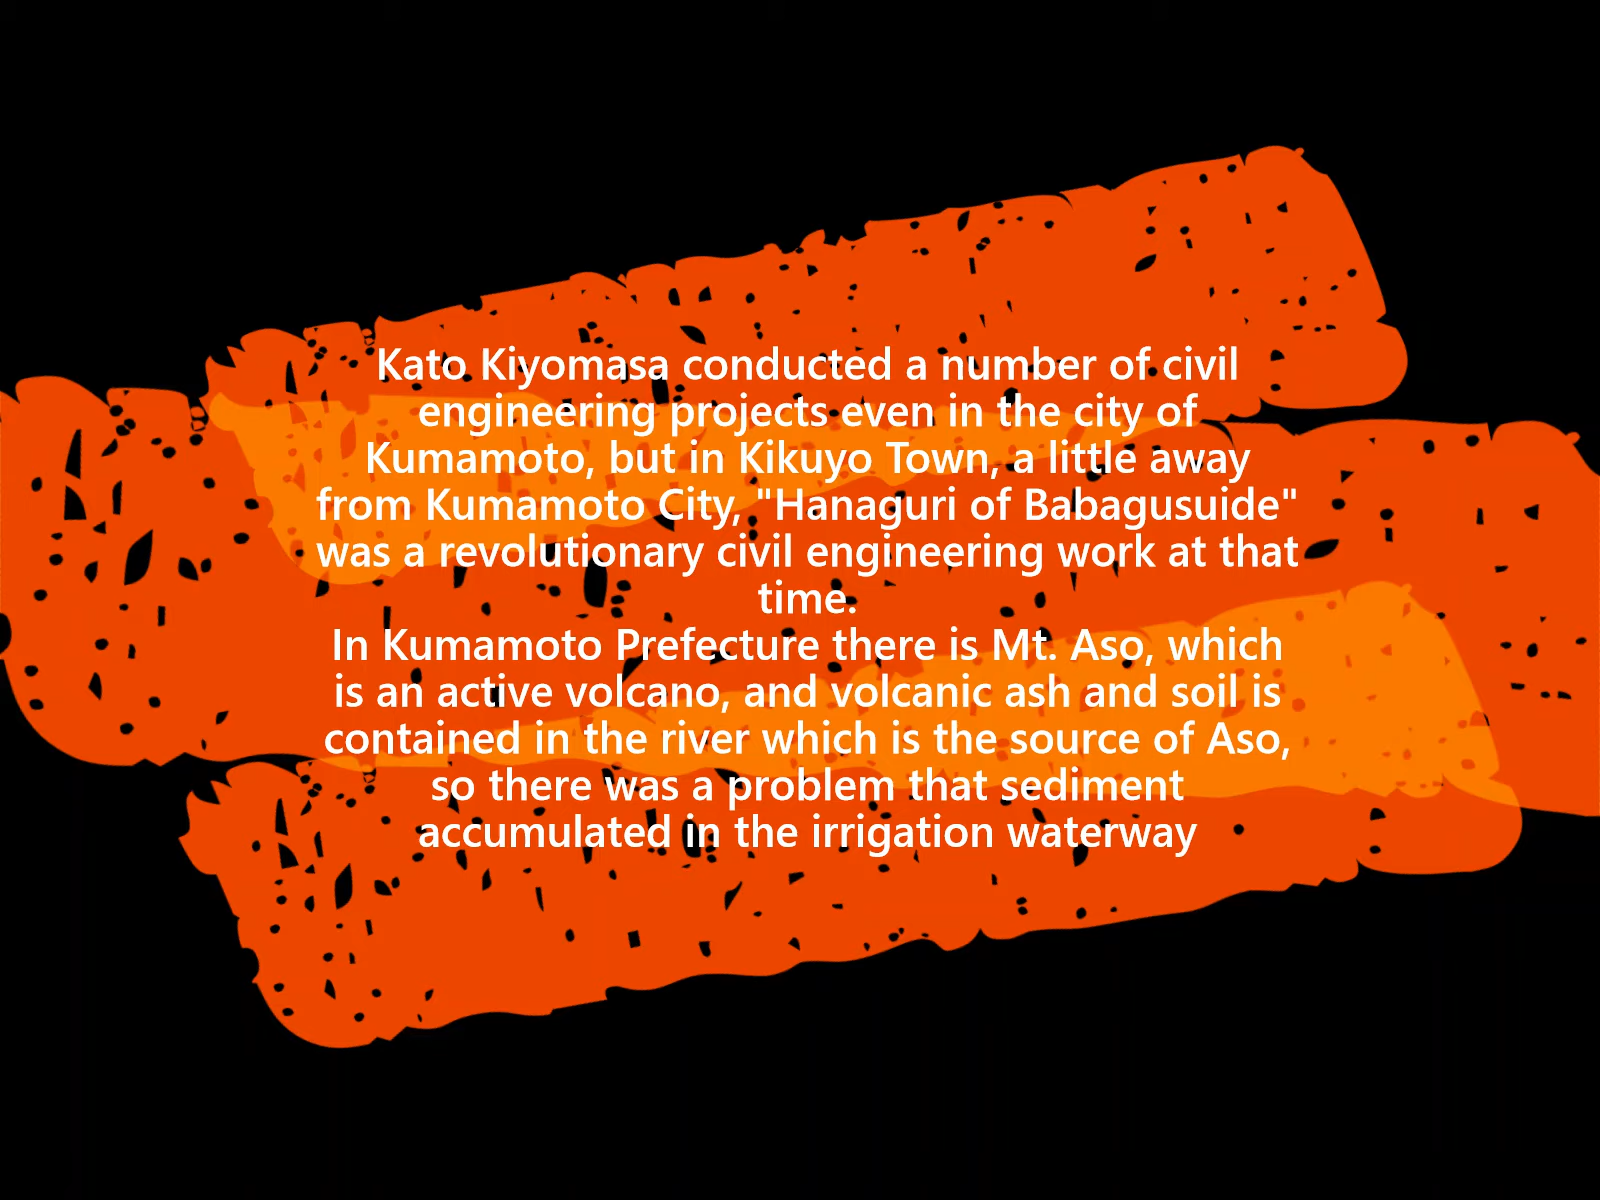 Kato Kiyomasa conducted a number of civil
engineering projects even in the city of
Kumamoto, but in Kikuyo Town, a little away
from Kumamoto City, "Hanaguri of Babagusuide"
was a revolutionary civil engineering work at that
time.
In Kumamoto Prefecture there is Mt. Aso, which
is an active volcano, and volcanic ash and soil is
contained in the river which is the source of Aso,
so there was a problem that sediment
accumulated in the irrigation waterway